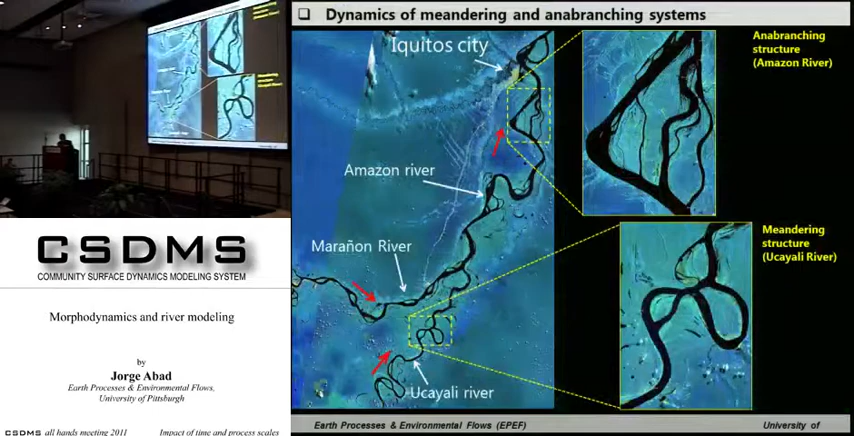 CSDMS
COMMUNITY SURFACE DYNAMICS MODELING SYSTEM
Morphodynamics and river modeling
by
Jorge Abad
Earth Processes & Environmental Flows,
University of Pittsburgh
CSDMS all hands meeting 2011
Impact of time and process scales
Dynamics of meandering and anabranching systems
Iquitos city
Amazon river
Marañon River
Ucayali river
Anabranching
structure
(Amazon River)
Meandering
structure
(Ucayali River)
Earth Processes & Environmental Flows (EPEF)
University of